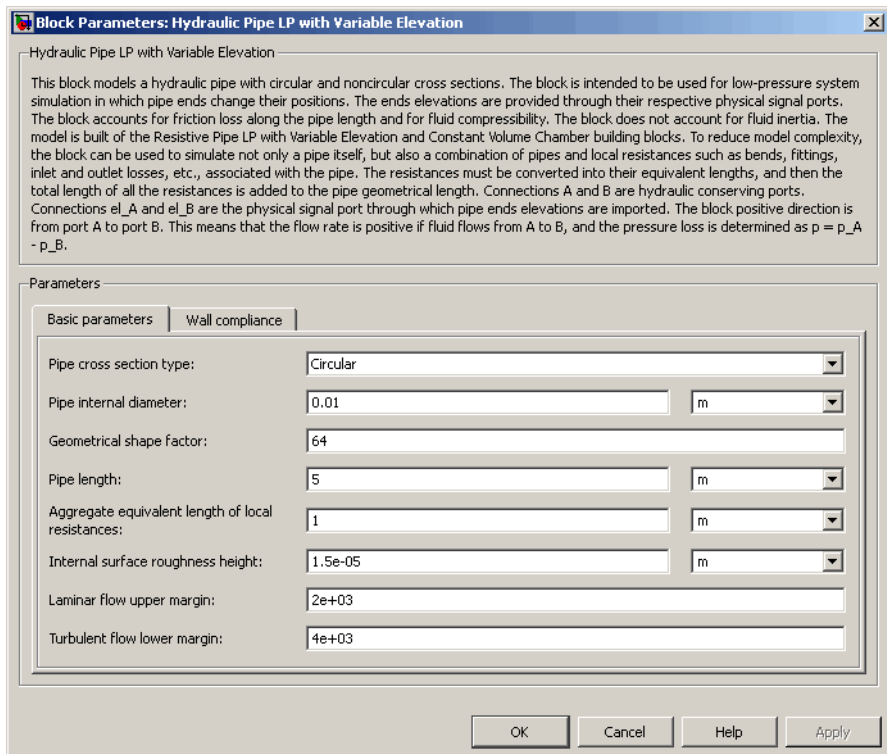 Block Parameters: Hydraulic Pipe LP with Variable Elevation
Hydraulic Pipe LP with Variable Elevation
This block models a hydraulic pipe with circular and noncircular cross sections. The block is intended to be used for low-pressure system
simulation in which pipe ends change their positions. The ends elevations are provided through their respective physical signal ports.
The block accounts for friction loss along the pipe length and for fluid compressibility. The block does not account for fluid inertia. The
model is built of the Resistive Pipe LP with Variable Elevation and Constant Volume Chamber building blocks. To reduce model complexity,
the block can be used to simulate not only a pipe itself, but also a combination of pipes and local resistances such as bends, fittings,
inlet and outlet losses, etc., associated with the pipe. The resistances must be converted into their equivalent lengths, and then the
total length of all the resistances is added to the pipe geometrical length. Connections A and B are hydraulic conserving ports.
Connections el_A and el_B are the physical signal port through which pipe ends elevations are imported. The block positive direction is
from port A to port B. This means that the flow rate is positive if fluid flows from A to B, and the pressure loss is determined as p = p_A
- p_B.
Parameters
Basic parameters Wall compliance
Pipe cross section type: Circular
Pipe internal diameter: 0.01 m
Geometrical shape factor: 64
Pipe length: 5 m
Aggregate equivalent length of local
resistances: 1 m
Internal surface roughness height: 1.5e-05 m
Laminar flow upper margin: 2e+03
Turbulent flow lower margin: 4e+03
OK Cancel Help Apply